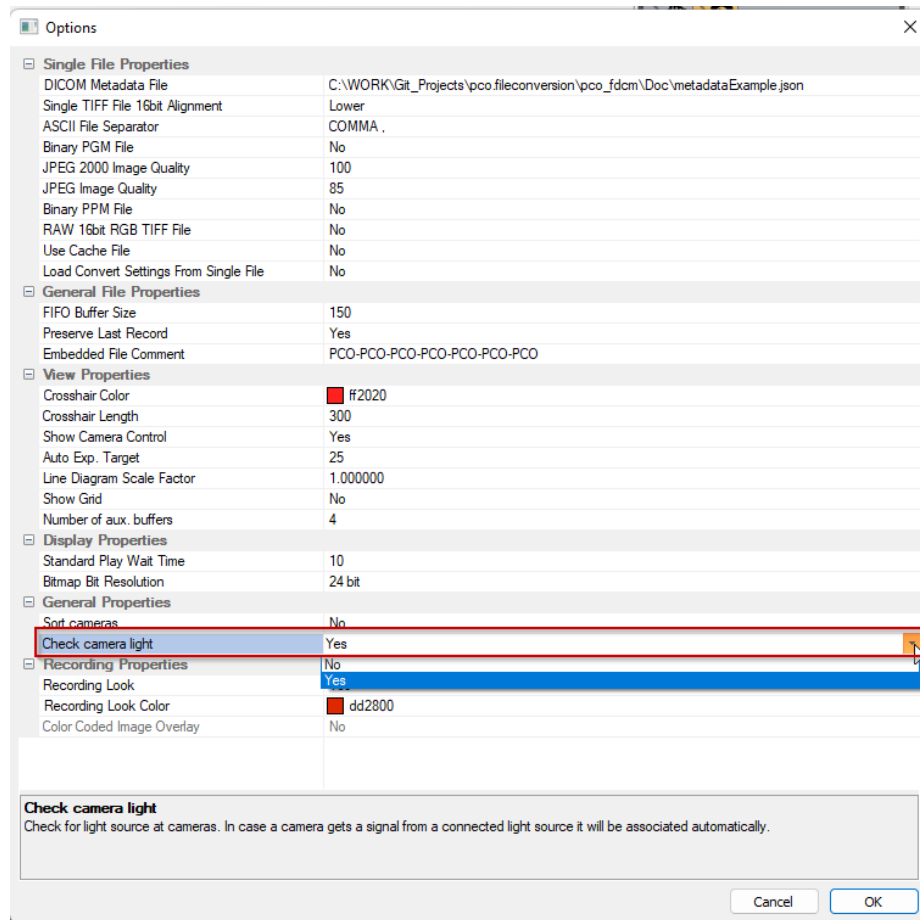 Options
Single File Properties
DICOM Metadata File C:\WORK\Git_Projects\pco.fileconversion\pco_fdcm\Doc\metadataExample.json
Single TIFF File 16bit Alignment Lower
ASCII File Separator COMMA ,
Binary PGM File No
JPEG 2000 Image Quality 100
JPEG Image Quality 85
Binary PPM File No
RAW 16bit RGB TIFF File No
Use Cache File No
Load Convert Settings From Single File No
General File Properties
FIFO Buffer Size 150
Preserve Last Record Yes
Embedded File Comment PCO-PCO-PCO-PCO-PCO-PCO-PCO
View Properties
Crosshair Color ff2020
Crosshair Length 300
Show Camera Control Yes
Auto Exp. Target 25
Line Diagram Scale Factor 1.000000
Show Grid No
Number of aux. buffers 4
Display Properties
Standard Play Wait Time 10
Bitmap Bit Resolution 24 bit
General Properties
Sort cameras No
Check camera light Yes
Recording Properties No
Recording Look Yes
Recording Look Color dd2800
Color Coded Image Overlay No
Check camera light
Check for light source at cameras. In case a camera gets a signal from a connected light source it will be associated automatically.
Cancel OK